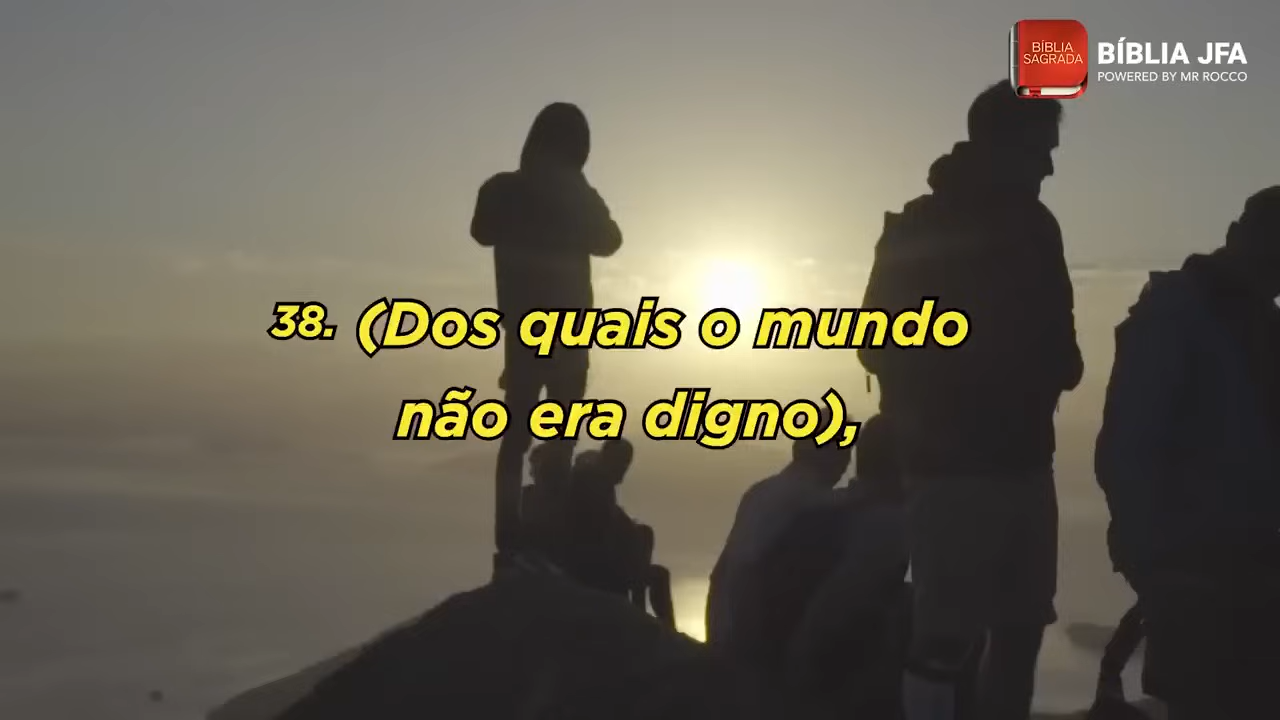 BÍBLIA
SAGRADA
BÍBLIA JFA
POWERED BY MR ROCCO
38. (Dos quais o mundo
não era digno),